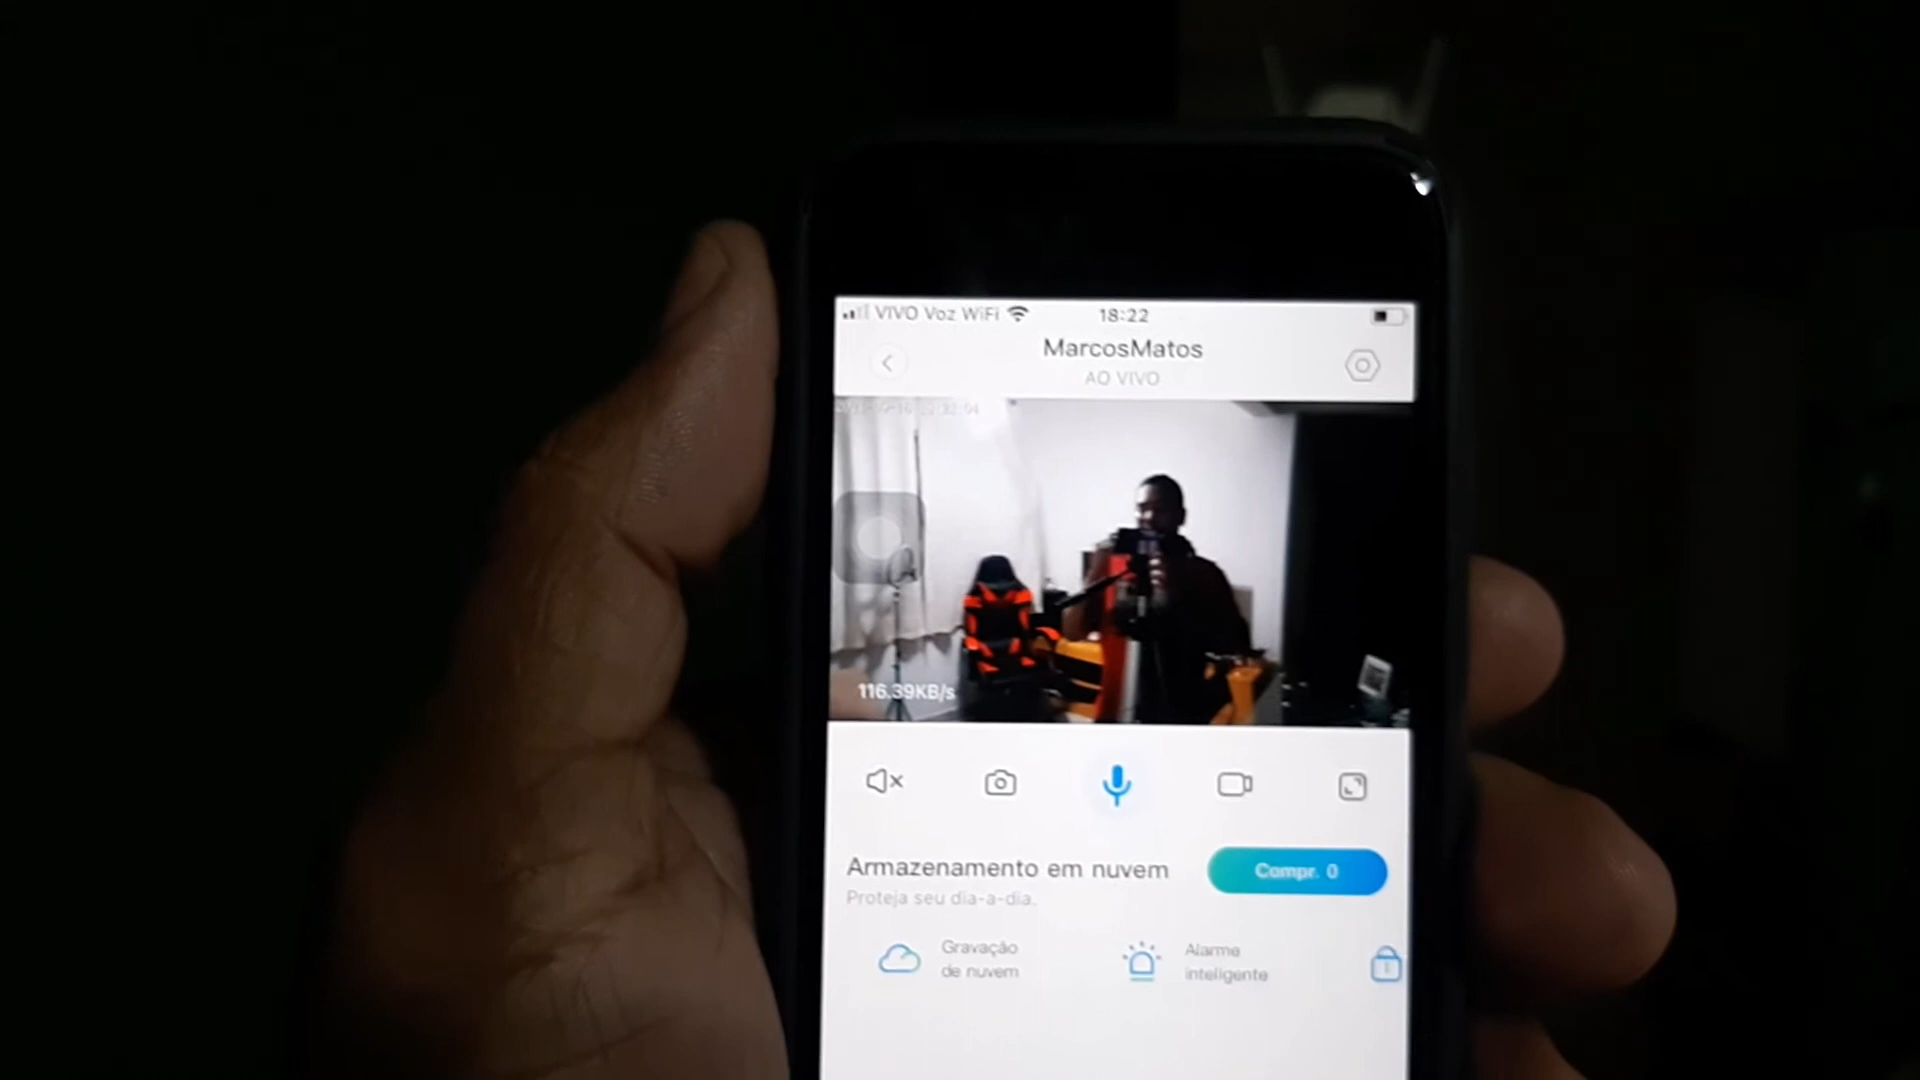 VIVO Voz WiFi 18:22
MarcosMatos
AO VIVO
116.39KB/s
Armazenamento em nuvem
Compr. 0
Proteja seu dia-a-dia.
Gravação
de nuvem
Alarme
inteligente